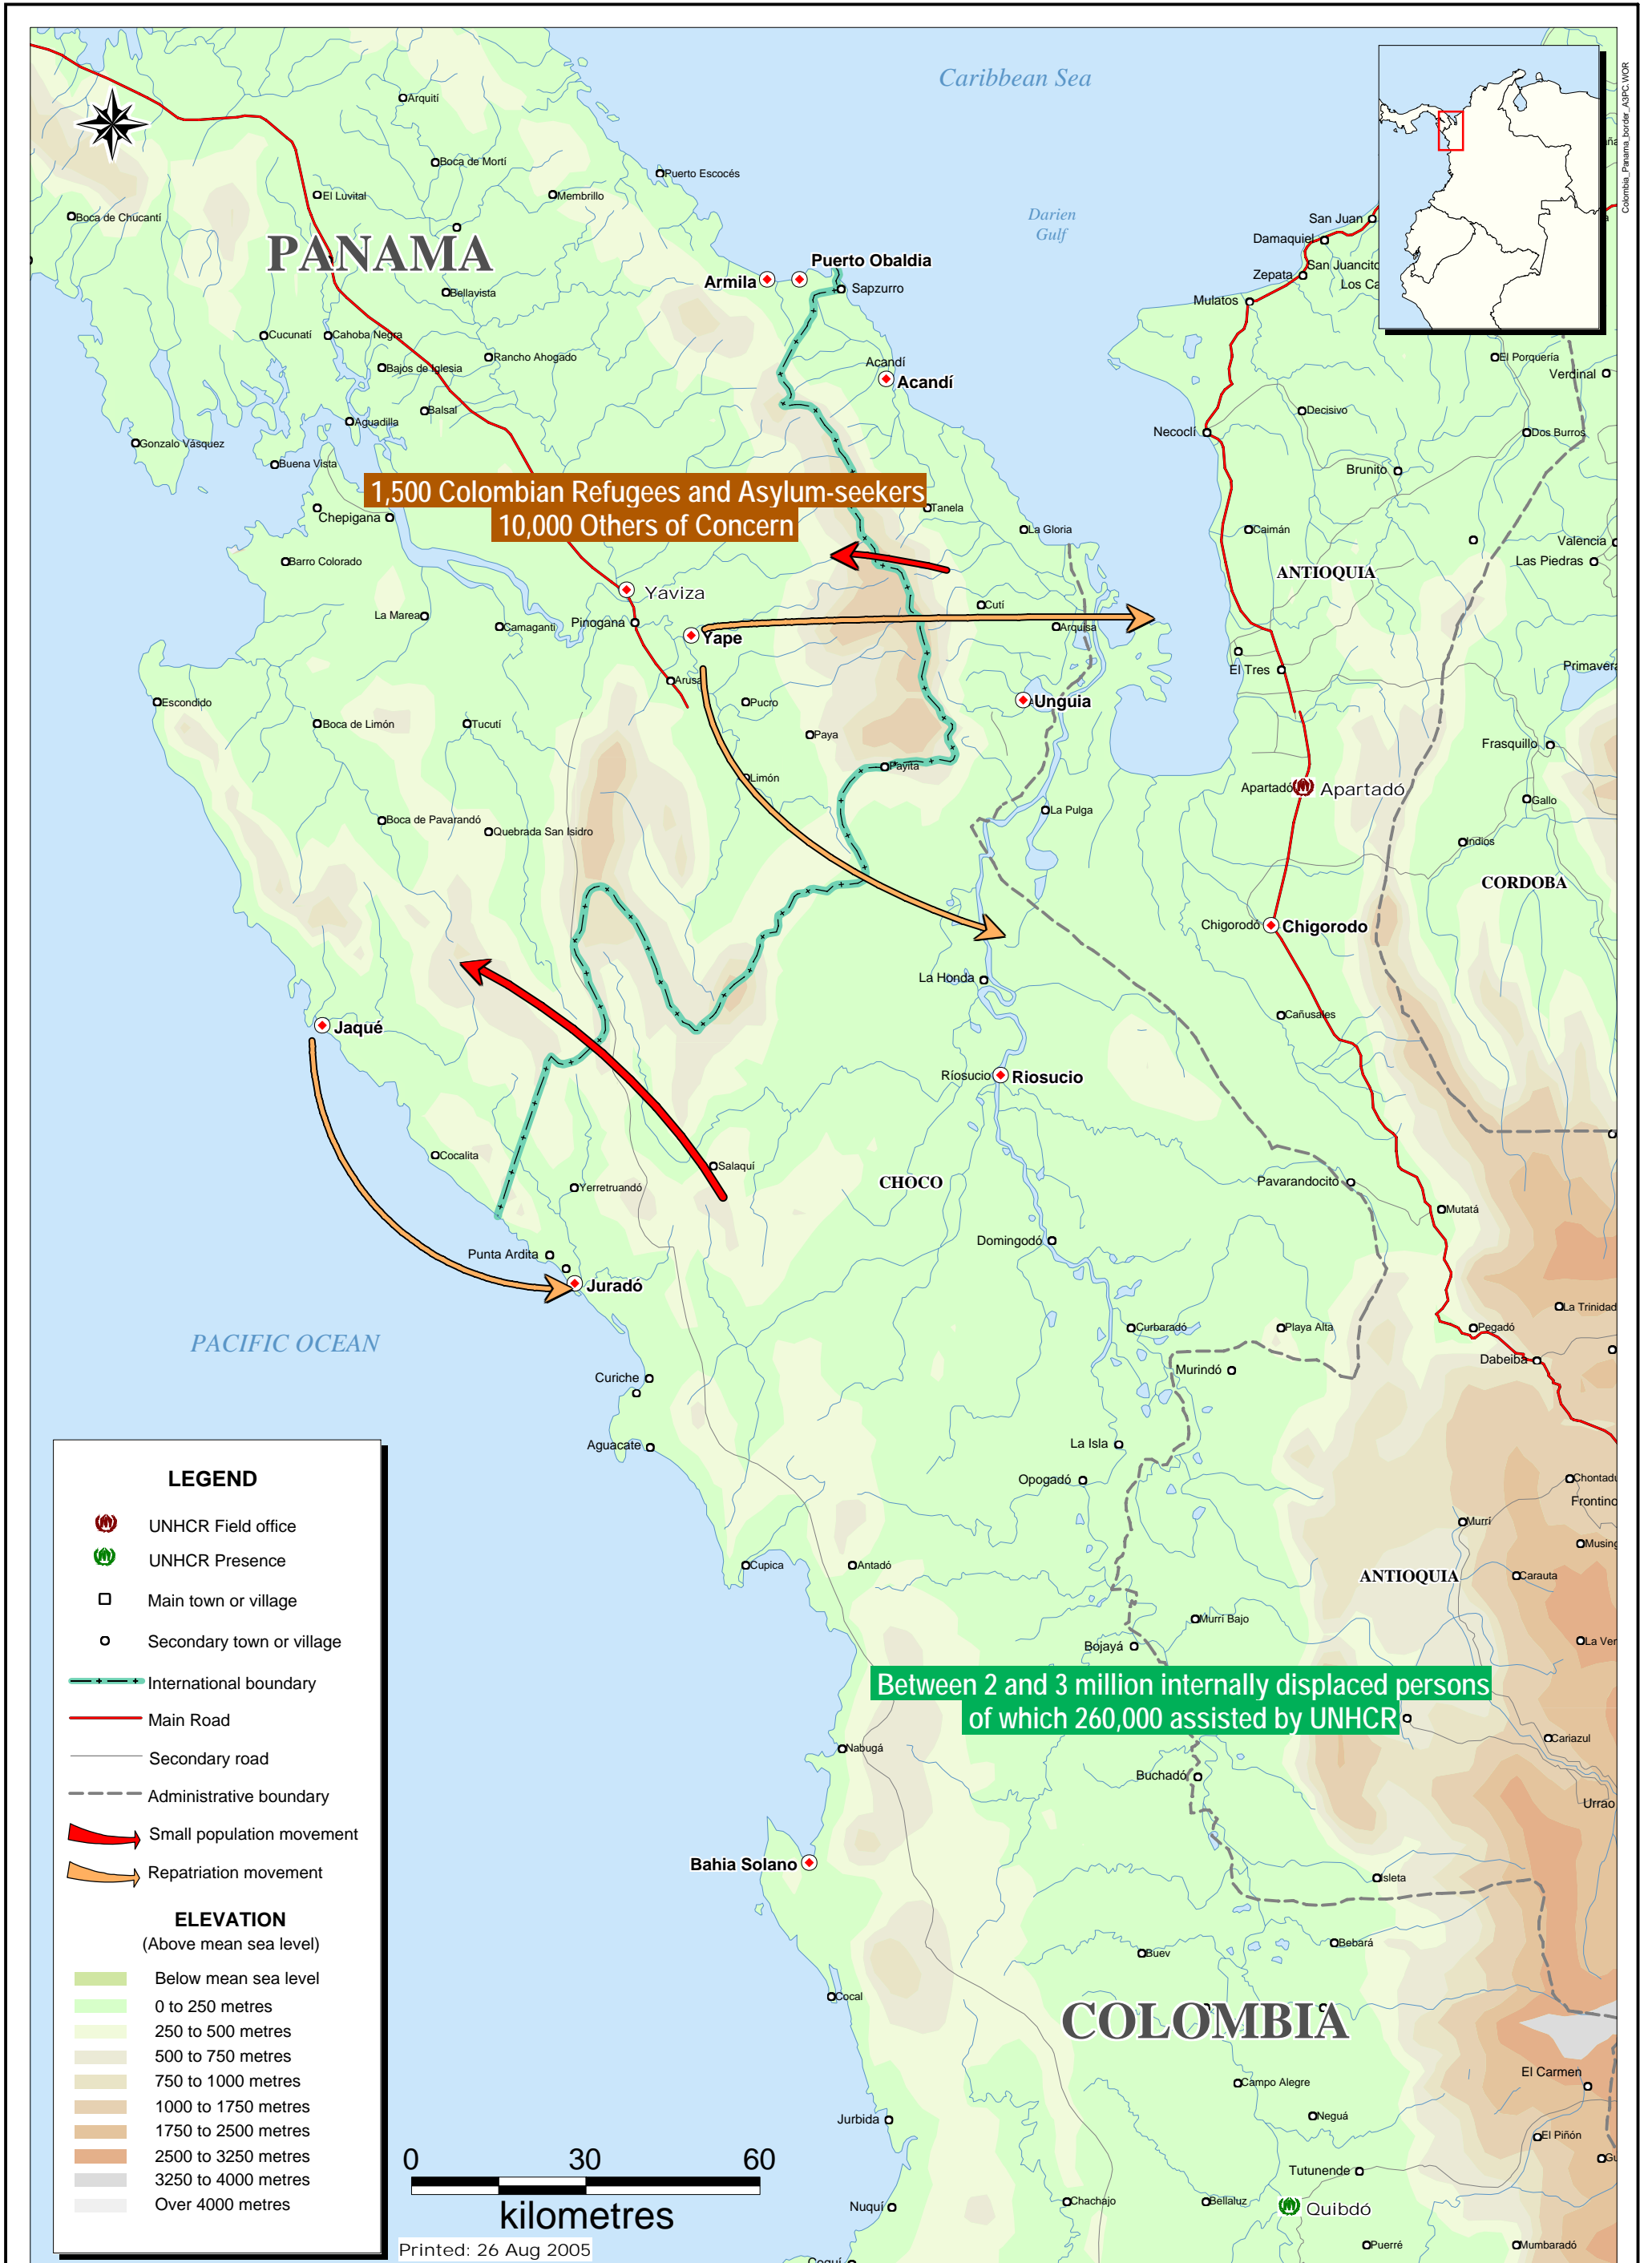 Caribbean Sea
Colombia_Panama_border_A3PC.WOR
Arquití
Boca de Mortí
Puerto Escocés
El Luvital
Membrillo
Boca de Chucantí
Darien
Gulf
San Juan
Damaquiel
PANAMA
Puerto Obaldia
Armila
Sapzurro
San Juancito
Zepata
Los Ca
Mulatos
Bellavista
Cucunatí
Cahoba Negra
Rancho Ahogado
Bajos de Iglesia
Acandí
Acandí
El Porquería
Verdinal
Balsal
Aguadilla
Decisivo
Gonzalo Vásquez
Necoclí
Dos Burros
Buena Vista
Brunito
1,500 Colombian Refugees and Asylum-seekers
10,000 Others of Concern
Tanela
Chepigana
La Gloria
Caimán
Valencia
Barro Colorado
Las Piedras
ANTIOQUIA
Yaviza
Cutí
La Marea
Camaganti
Pinogana
Yape
Arquisa
El Tres
Primavera
Arusa
Escondido
Pucro
Unguia
Boca de Limón
Tucutí
Paya
Frasquillo
Payita
Limón
Apartadó
Apartadó
Gallo
La Pulga
Boca de Pavarandó
Quebrada San Isidro
Indios
CORDOBA
Chigorodó
Chigorodo
La Honda
Cañusales
Jaqué
Ríosucio
Riosucio
Cocalita
Salaquí
Yerretruandó
CHOCO
Pavarandocito
Mutatá
Domingodó
Punta Ardita
Juradó
La Trinidad
PACIFIC OCEAN
Curbaradó
Playa Alta
Pegadó
Dabeiba
Murindó
Curiche
Aguacate
La Isla
Opogadó
Chontadu
Frontino
Murrí
Musing
Cupica
Antadó
ANTIOQUIA
Carauta
Murrí Bajo
Bojayá
La Ver
Between 2 and 3 million internally displaced persons
of which 260,000 assisted by UNHCR
Nabugá
Cariazul
Buchadó
Urrao
Bahia Solano
Isleta
Buev
Bebará
Cocal
COLOMBIA
El Carmen
Campo Alegre
Neguá
Jurbida
El Piñón
Gu
Tutunende
Nuquí
Chachajo
Bellaluz
Quibdó
Puerré
Mumbaradó
Coquí
LEGEND
UNHCR Field office
UNHCR Presence
Main town or village
Secondary town or village
International boundary
Main Road
Secondary road
Administrative boundary
Small population movement
Repatriation movement
ELEVATION
(Above mean sea level)
Below mean sea level
0 to 250 metres
250 to 500 metres
500 to 750 metres
750 to 1000 metres
1000 to 1750 metres
1750 to 2500 metres
2500 to 3250 metres
3250 to 4000 metres
Over 4000 metres
0 30 60
kilometres
Printed: 26 Aug 2005